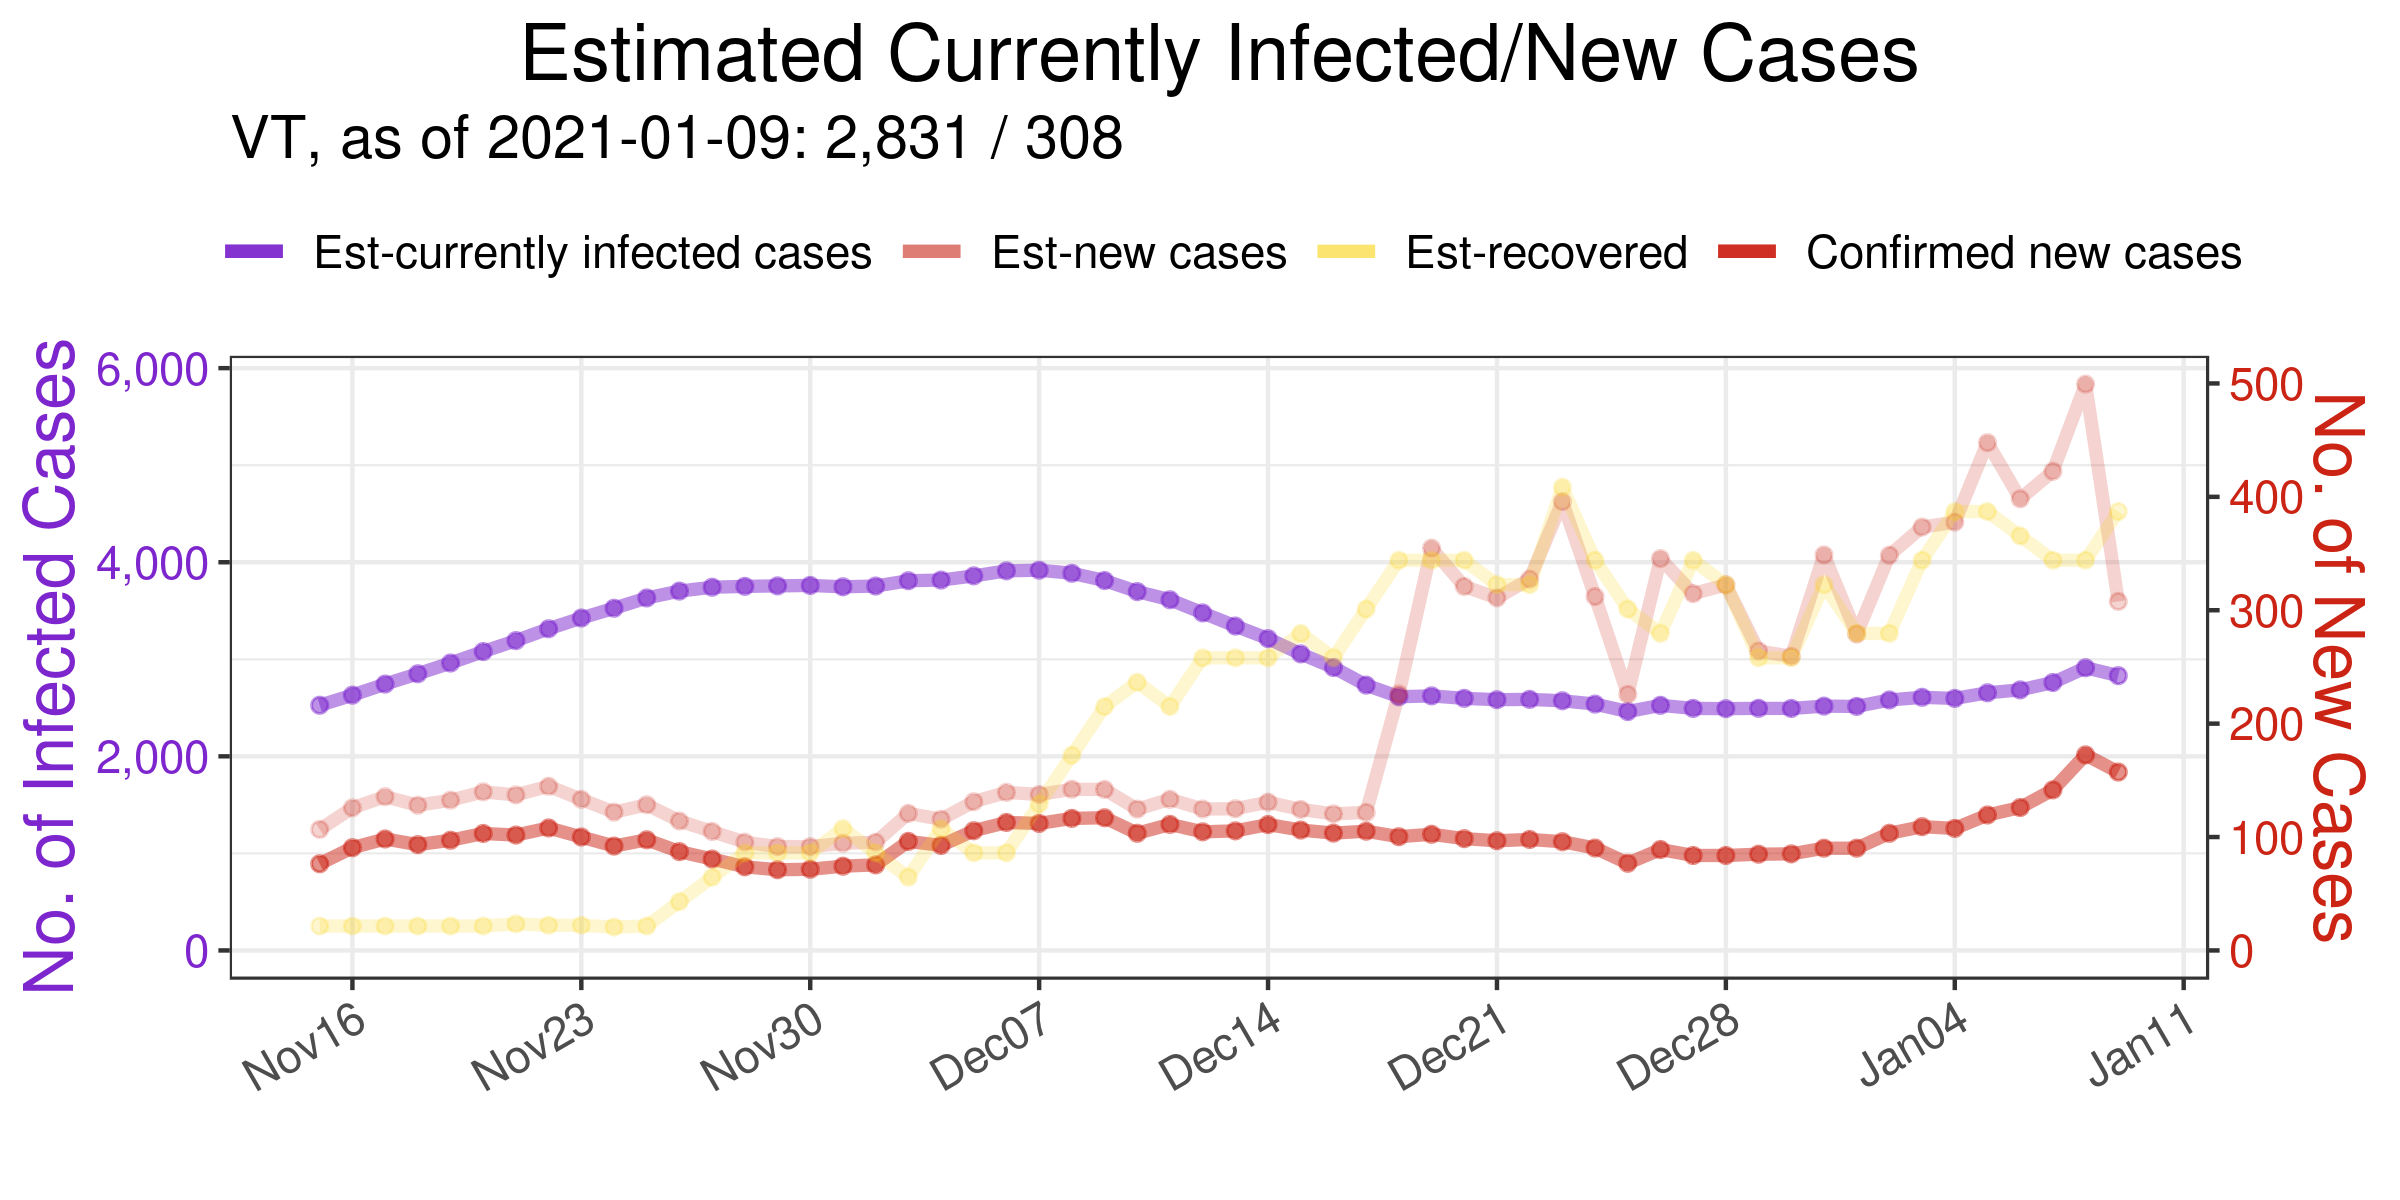 Estimated Currently Infected/New Cases
VT, as of 2021-01-09: 2,831 / 308
Est-currently infected cases Est-new cases Est-recovered Confirmed new cases
No. of Infected Cases
6,000
4,000
2,000
0
500
400
300
200
100
0
No. of New Cases
Nov16 Nov23 Nov30 Dec07 Dec14 Dec21 Dec28 Jan04 Jan11